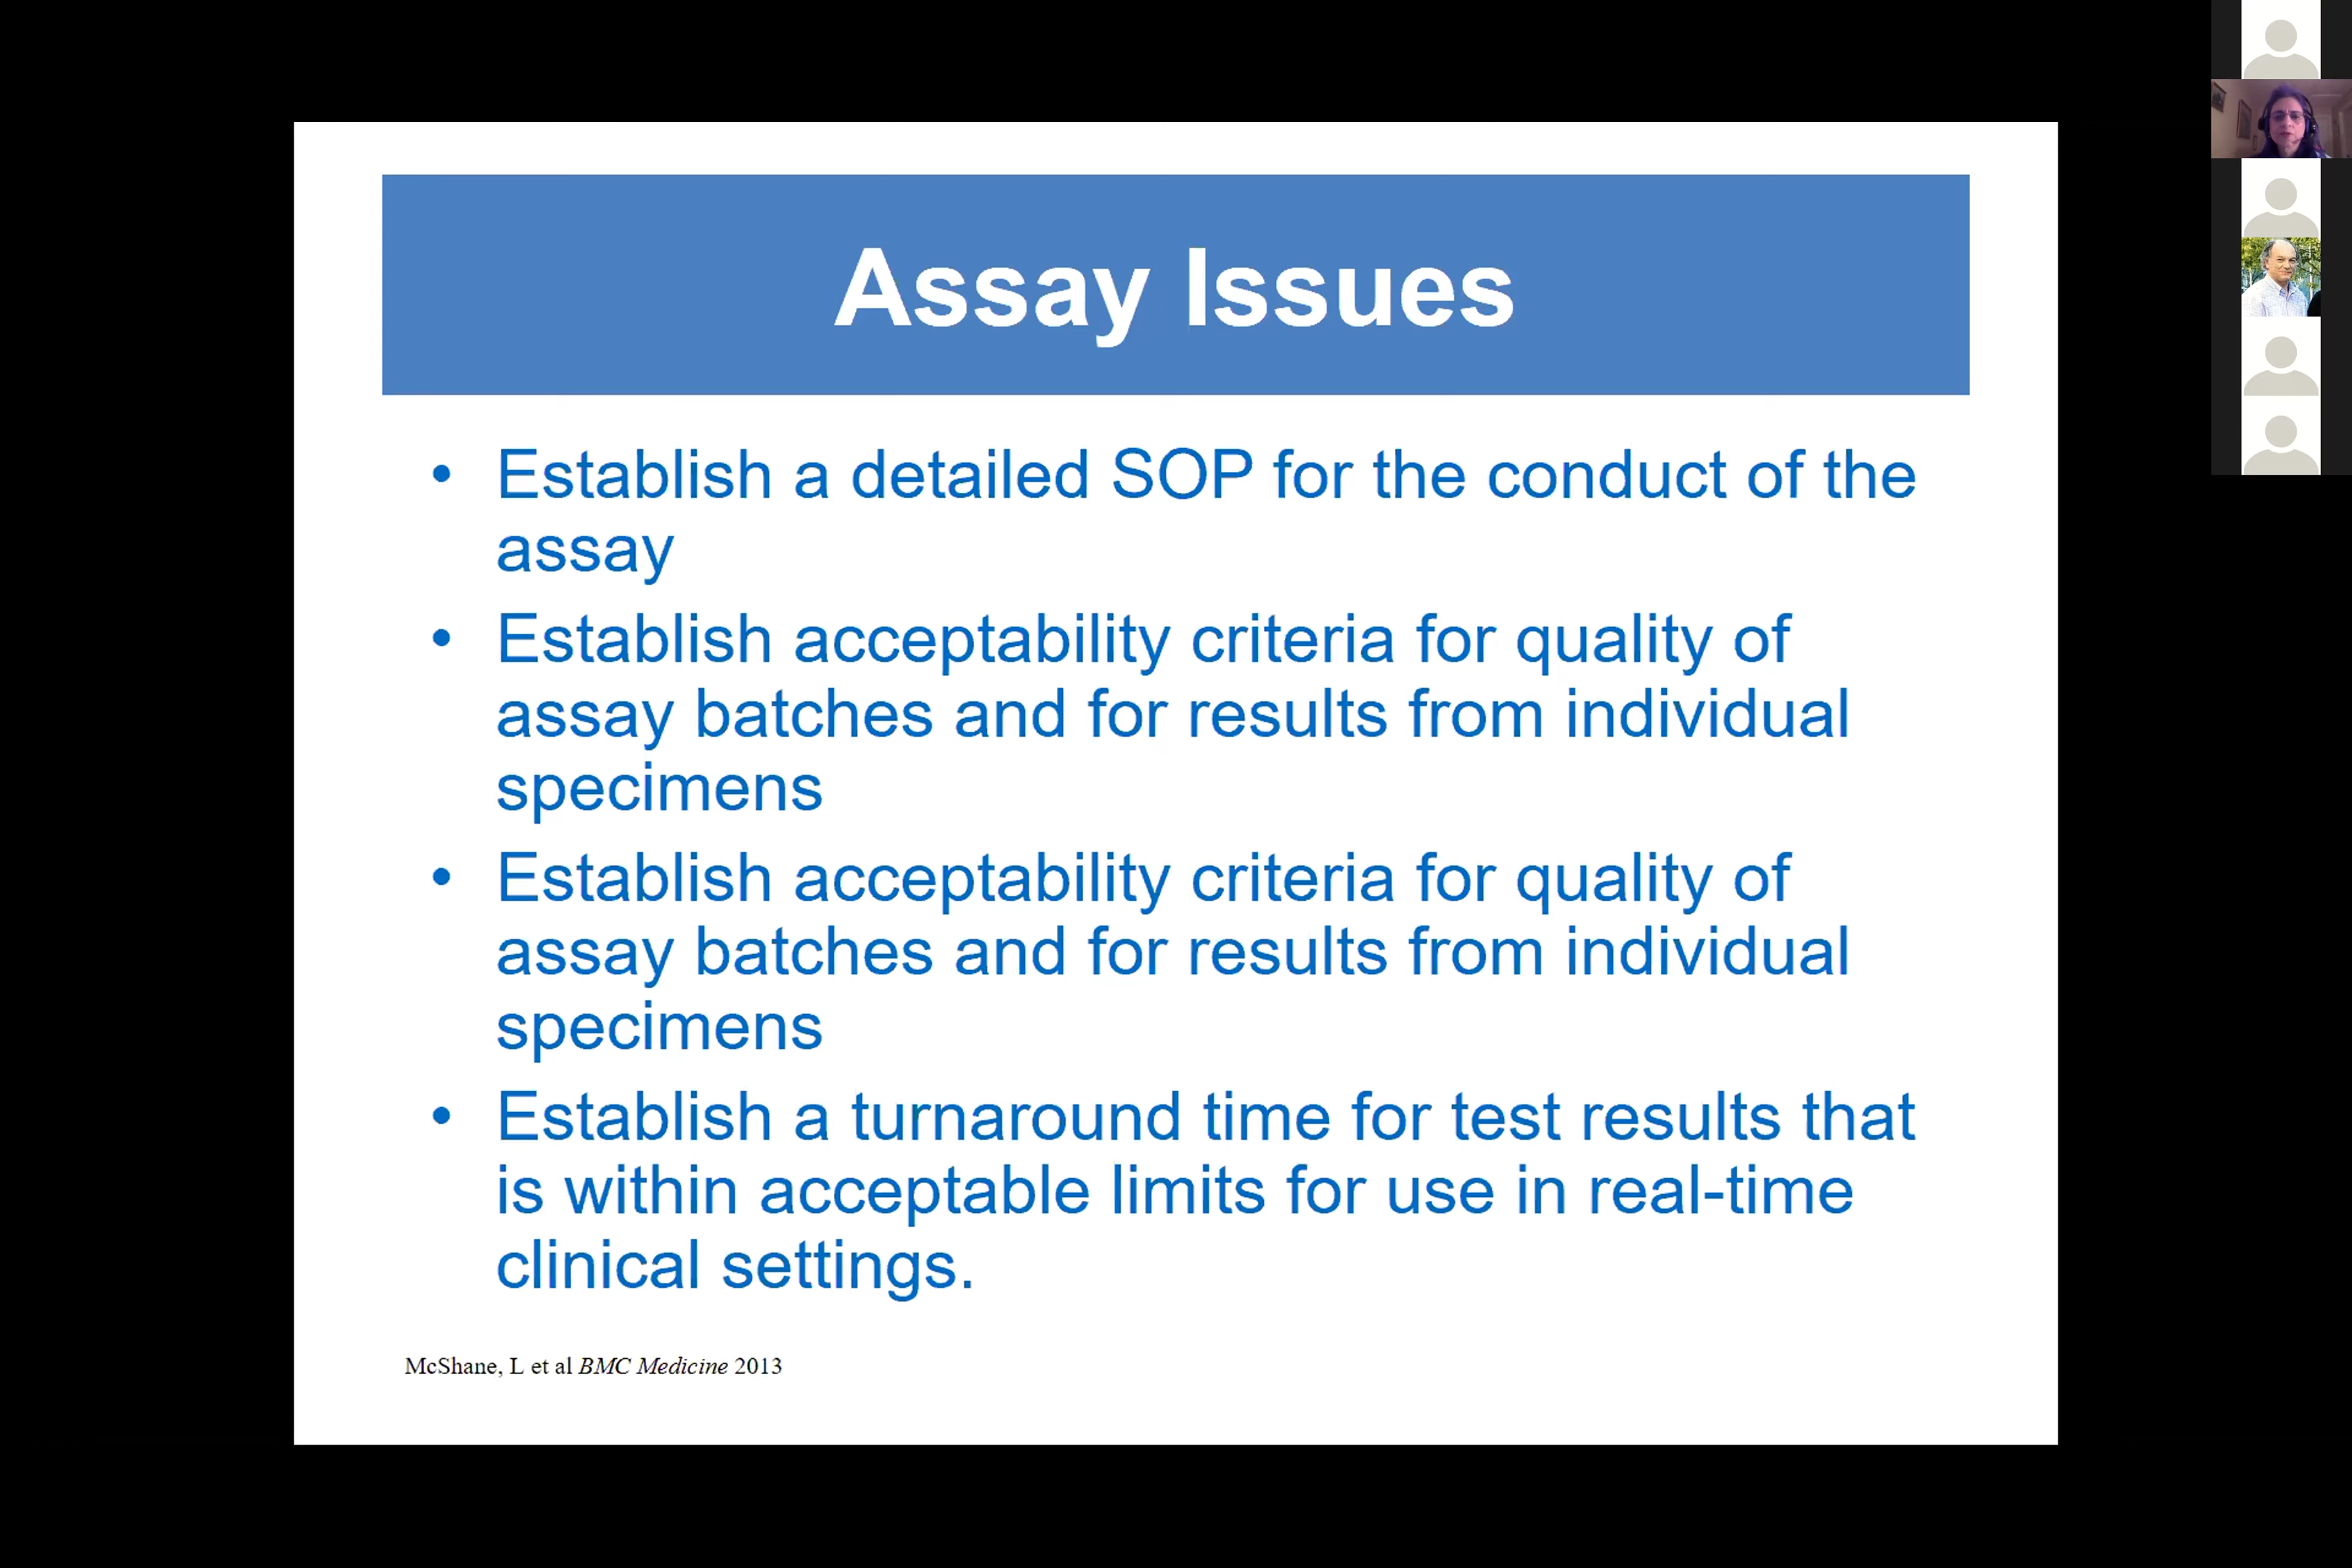 Assay Issues
• Establish a detailed SOP for the conduct of the
assay
• Establish acceptability criteria for quality of
assay batches and for results from individual
specimens
• Establish acceptability criteria for quality of
assay batches and for results from individual
specimens
• Establish a turnaround time for test results that
is within acceptable limits for use in real-time
clinical settings.
McShane, L et al BMC Medicine 2013